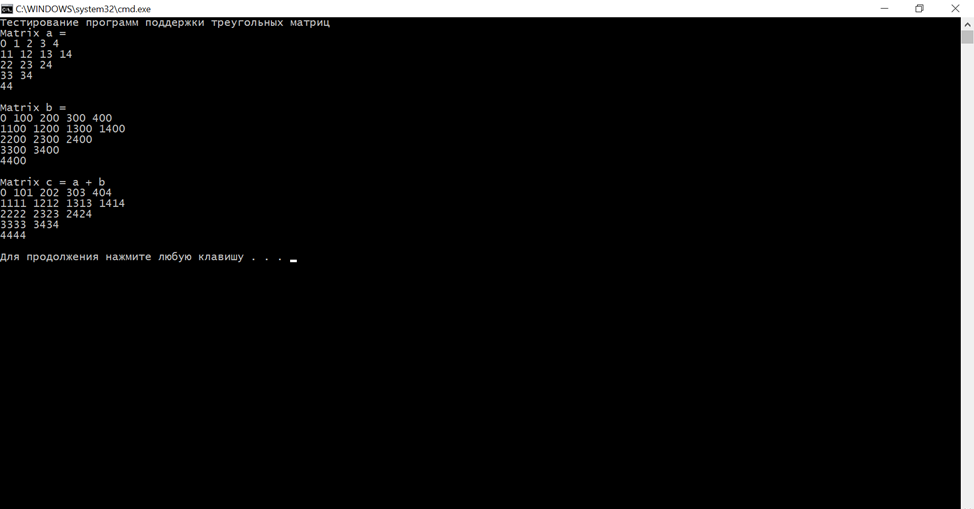 C:\WINDOWS\system32\cmd.exe
Тестирование программ поддержки треугольных матриц
Matrix a =
0 1 2 3 4
11 12 13 14
22 23 24
33 34
44
Matrix b =
0 100 200 300 400
1100 1200 1300 1400
2200 2300 2400
3300 3400
4400
Matrix c = a + b
0 101 202 303 404
1111 1212 1313 1414
2222 2323 2424
3333 3434
4444
Для продолжения нажмите любую клавишу . . .